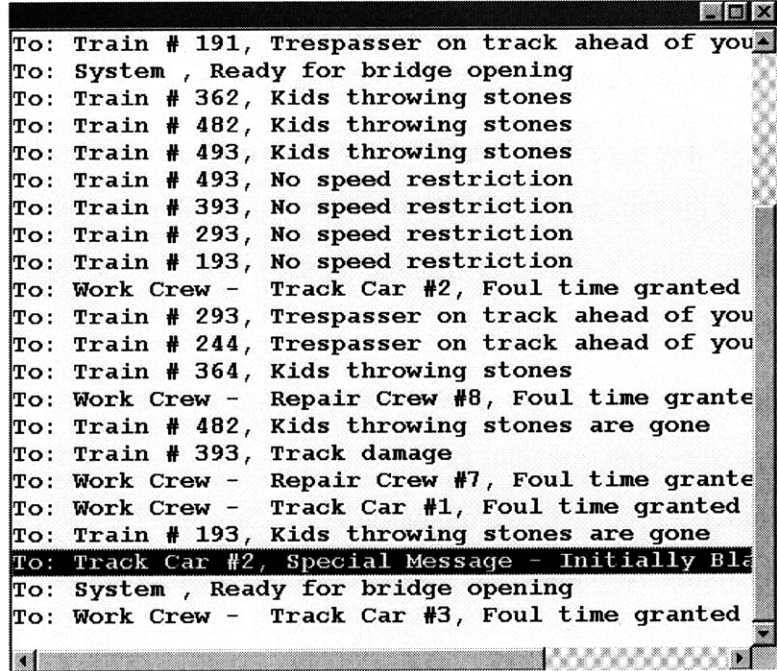 To: Train # 191, Trespasser on track ahead of you
To: System , Ready for bridge opening
To: Train # 362, Kids throwing stones
To: Train # 482, Kids throwing stones
To: Train # 493, Kids throwing stones
To: Train # 493, No speed restriction
To: Train # 393, No speed restriction
To: Train # 293, No speed restriction
To: Train # 193, No speed restriction
To: Work Crew -  Track Car #2, Foul time granted
To: Train # 293, Trespasser on track ahead of you
To: Train # 244, Trespasser on track ahead of you
To: Train # 364, Kids throwing stones
To: Work Crew -  Repair Crew #8, Foul time grante
To: Train # 482, Kids throwing stones are gone
To: Train # 393, Track damage
To: Work Crew -  Repair Crew #7, Foul time grante
To: Work Crew -  Track Car #1, Foul time granted
To: Train # 193, Kids throwing stones are gone
To: Track Car #2, Special Message - Initially Bla
To: System , Ready for bridge opening
To: Work Crew -  Track Car #3, Foul time granted